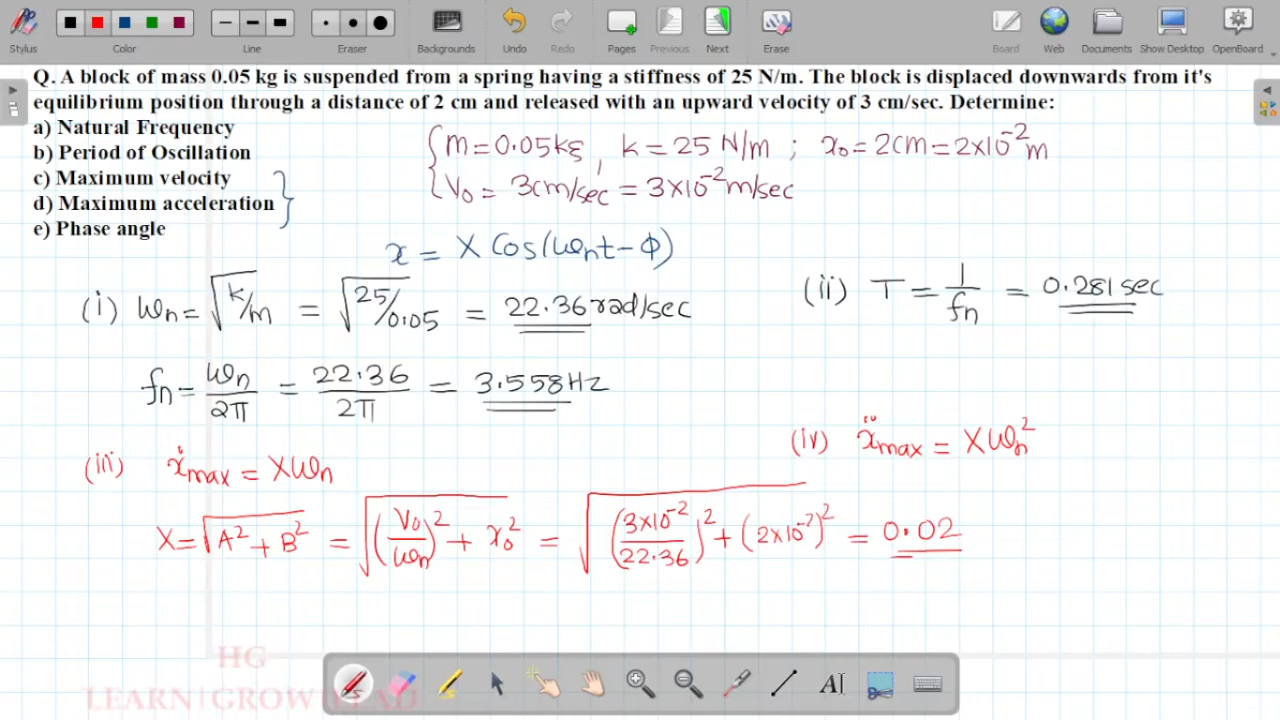 Stylus Color Line Eraser Backgrounds Undo Redo Pages Previous Next Erase Board Web Documents Show Desktop OpenBoard
Q. A block of mass 0.05 kg is suspended from a spring having a stiffness of 25 N/m. The block is displaced downwards from it's
equilibrium position through a distance of 2 cm and released with an upward velocity of 3 cm/sec. Determine:
a) Natural Frequency
b) Period of Oscillation
c) Maximum velocity
d) Maximum acceleration
e) Phase angle
m = 0.05kg, k = 25 N/m ; x₀ = 2cm = 2×10⁻² m
V₀ = 3cm/sec = 3×10⁻² m/sec
x = X Cos(ωnt − φ)
(i) ωn = √k/m = √25/0.05 = 22.36 rad/sec
(ii) T = 1/fn = 0.281 sec
fn = ωn/2π = 22.36/2π = 3.558 Hz
(iii) ẋmax = Xωn
(iv) ẍmax = Xωn²
X = √A² + B² = √(V₀/ωn)² + x₀² = √(3×10⁻²/22.36)² + (2×10⁻²)² = 0.02
HG
LEARN|GROW|LEAD